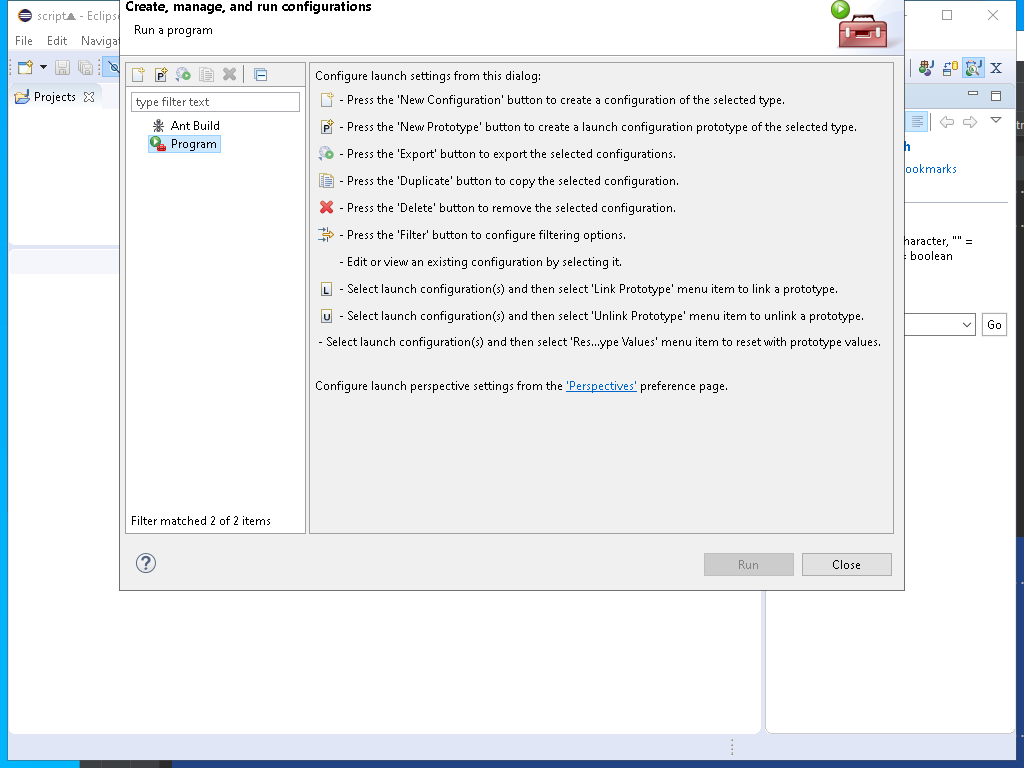 Create, manage, and run configurations
Run a program
script - Eclips
File Edit Navigat
Projects
type filter text
Ant Build
Program
Filter matched 2 of 2 items
Configure launch settings from this dialog:
- Press the 'New Configuration' button to create a configuration of the selected type.
- Press the 'New Prototype' button to create a launch configuration prototype of the selected type.
- Press the 'Export' button to export the selected configurations.
- Press the 'Duplicate' button to copy the selected configuration.
- Press the 'Delete' button to remove the selected configuration.
- Press the 'Filter' button to configure filtering options.
- Edit or view an existing configuration by selecting it.
- Select launch configuration(s) and then select 'Link Prototype' menu item to link a prototype.
- Select launch configuration(s) and then select 'Unlink Prototype' menu item to unlink a prototype.
- Select launch configuration(s) and then select 'Res...ype Values' menu item to reset with prototype values.
Configure launch perspective settings from the 'Perspectives' preference page.
Run
Close
h
ookmarks
haracter, "" =
= boolean
Go